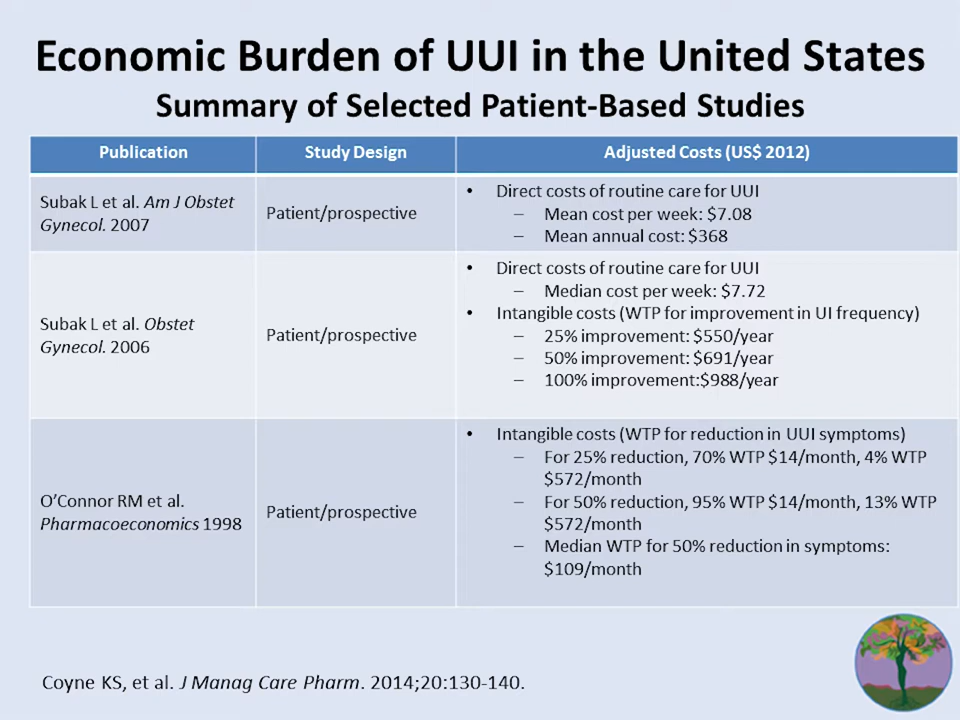 Economic Burden of UUI in the United States
Summary of Selected Patient-Based Studies
Publication
Study Design
Adjusted Costs (US$ 2012)
Subak L et al. Am J Obstet
Gynecol. 2007
Patient/prospective
• Direct costs of routine care for UUI
– Mean cost per week: $7.08
– Mean annual cost: $368
Subak L et al. Obstet
Gynecol. 2006
Patient/prospective
• Direct costs of routine care for UUI
– Median cost per week: $7.72
• Intangible costs (WTP for improvement in UI frequency)
– 25% improvement: $550/year
– 50% improvement: $691/year
– 100% improvement:$988/year
O’Connor RM et al.
Pharmacoeconomics 1998
Patient/prospective
• Intangible costs (WTP for reduction in UUI symptoms)
– For 25% reduction, 70% WTP $14/month, 4% WTP
$572/month
– For 50% reduction, 95% WTP $14/month, 13% WTP
$572/month
– Median WTP for 50% reduction in symptoms:
$109/month
Coyne KS, et al. J Manag Care Pharm. 2014;20:130-140.